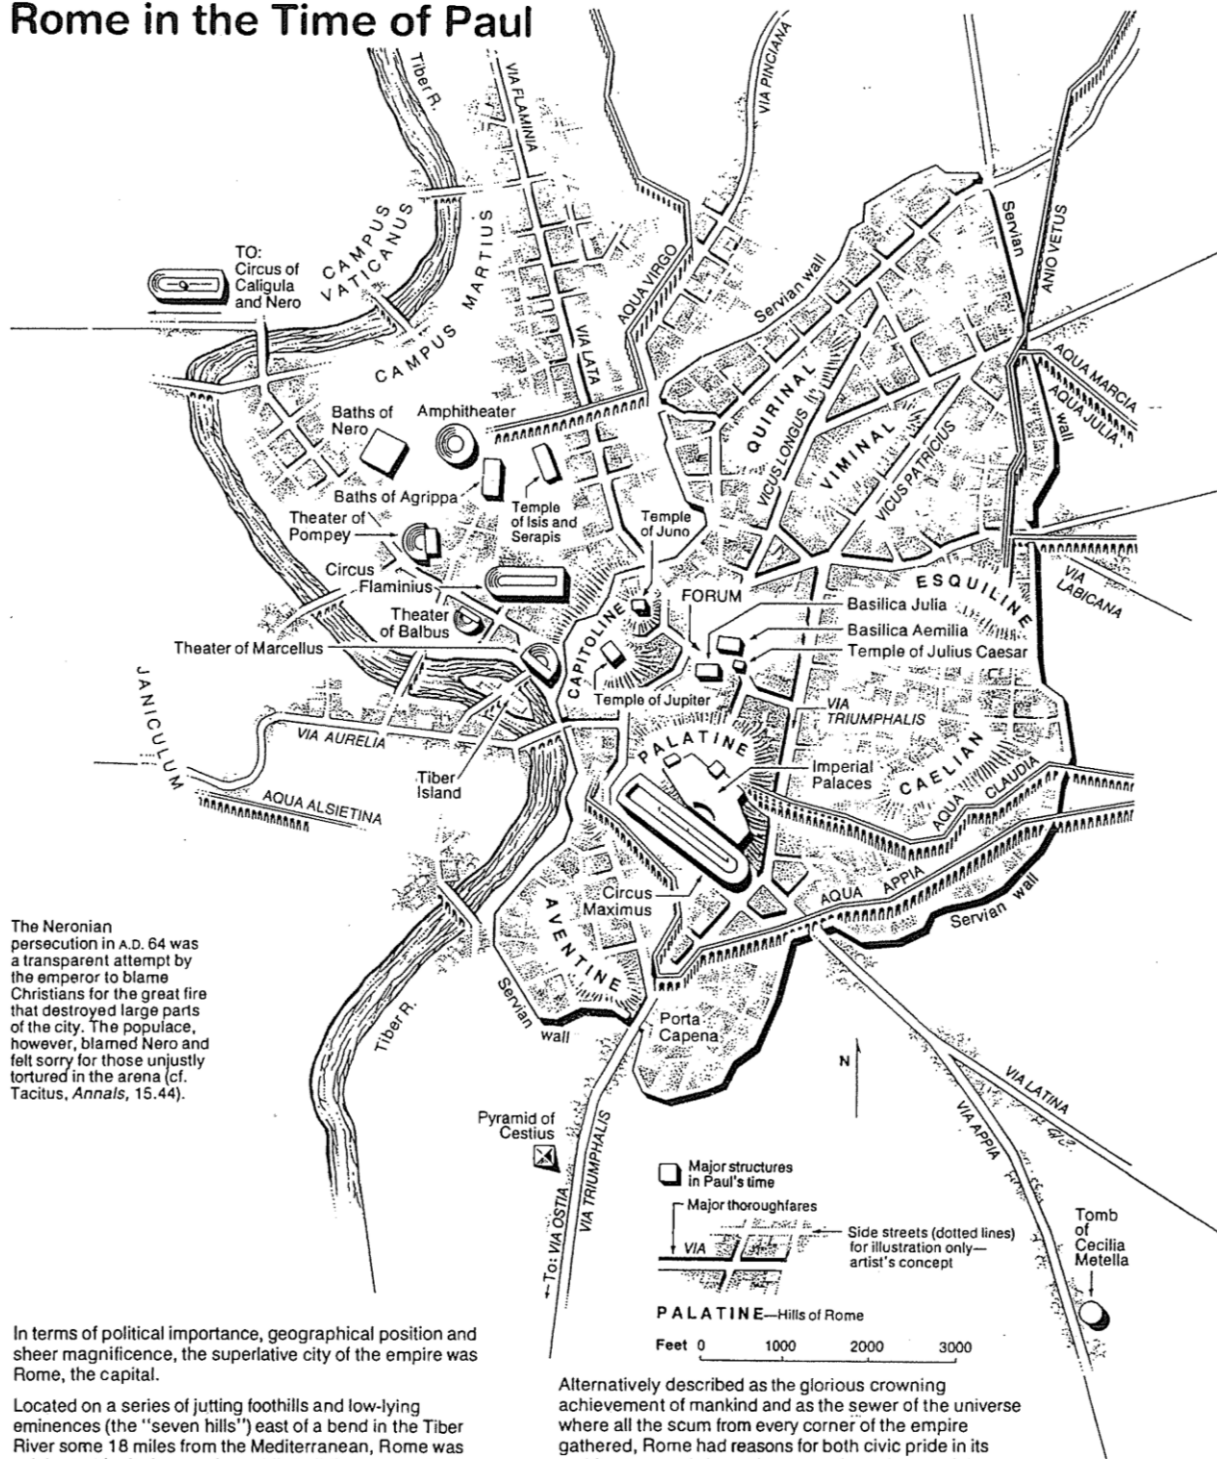 Rome in the Time of Paul
Tiber R.
VIA FLAMINIA
VIA PINCIANA
CAMPUS
VATICANUS
CAMPUS MARTIUS
TO:
Circus of
Caligula
and Nero
AQUA VIRGO
Servian wall
Servian
wall
ANIO VETUS
VIA LATA
AQUA MARCIA
AQUA JULIA
QUIRINAL
VICUS LONGUS
VIMINAL
VICUS PATRICIUS
Baths of
Nero
Amphitheater
Baths of Agrippa
Temple
of Isis and
Serapis
Theater of
Pompey
Temple
of Juno
Circus
Flaminius
FORUM
ESQUILINE
VIA
LABICANA
Basilica Julia
Theater
of Balbus
Basilica Aemilia
Theater of Marcellus
Temple of Julius Caesar
CAPITOLINE
Temple of Jupiter
JANICULUM
VIA
TRIUMPHALIS
VIA AURELIA
PALATINE
CAELIAN
Imperial
Palaces
Tiber
Island
AQUA CLAUDIA
AQUA ALSIETINA
Circus
Maximus
AQUA APPIA
Servian wall
AVENTINE
The Neronian
persecution in A.D. 64 was
a transparent attempt by
the emperor to blame
Christians for the great fire
that destroyed large parts
of the city. The populace,
however, blamed Nero and
felt sorry for those unjustly
tortured in the arena (cf.
Tacitus, Annals, 15.44).
Tiber R.
Servian
wall
Porta
Capena
N
VIA LATINA
VIA APPIA
Pyramid of
Cestius
VIA TRIUMPHALIS
To: VIA OSTIA
Major structures
in Paul's time
Major thoroughfares
VIA
Side streets (dotted lines)
for illustration only—
artist's concept
Tomb
of
Cecilia
Metella
PALATINE—Hills of Rome
Feet 0 1000 2000 3000
In terms of political importance, geographical position and
sheer magnificence, the superlative city of the empire was
Rome, the capital.
Located on a series of jutting foothills and low-lying
eminences (the "seven hills") east of a bend in the Tiber
River some 18 miles from the Mediterranean, Rome was
Alternatively described as the glorious crowning
achievement of mankind and as the sewer of the universe
where all the scum from every corner of the empire
gathered, Rome had reasons for both civic pride in its